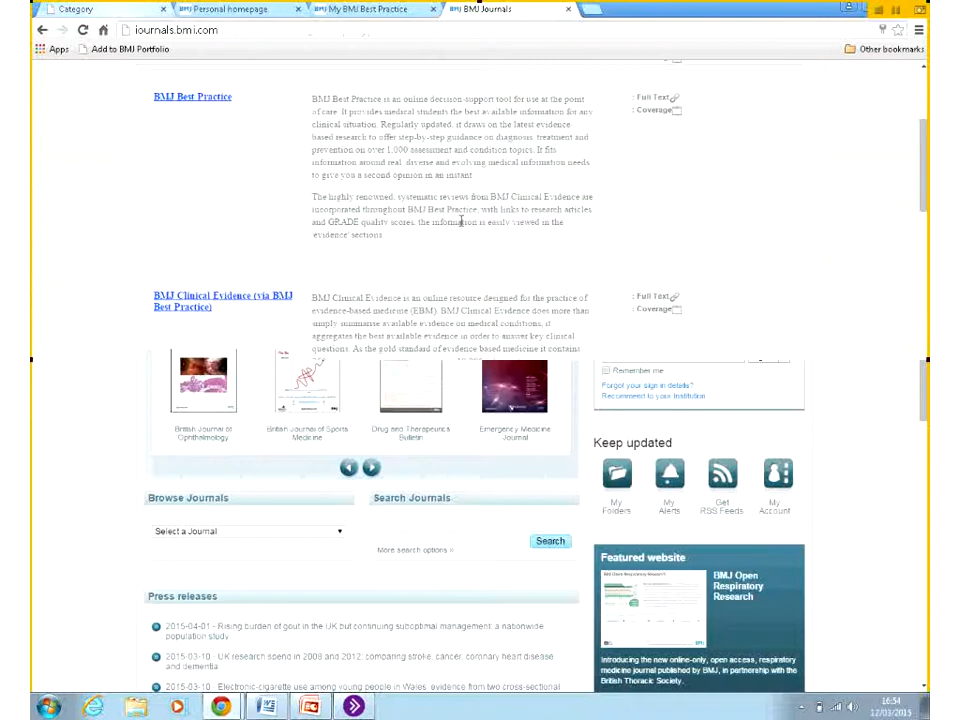 Category
BMJ Personal homepage
BMJ My BMJ Best Practice
BMJ BMJ Journals
journals.bmj.com
Apps
Add to BMJ Portfolio
Other bookmarks
BMJ Best Practice
BMJ Best Practice is an online decision-support tool for use at the point
of care. It provides medical students the best available information for any
clinical situation. Regularly updated, it draws on the latest evidence
based research to offer step-by-step guidance on diagnosis, treatment and
prevention on over 1,000 assessment and condition topics. It fits
information around real, diverse and evolving medical information needs
to give you a second opinion in an instant
The highly renowned, systematic reviews from BMJ Clinical Evidence are
incorporated throughout BMJ Best Practice, with links to research articles
and GRADE quality scores, the information is easily viewed in the
'evidence' sections
: Full Text
: Coverage
BMJ Clinical Evidence (via BMJ
Best Practice)
BMJ Clinical Evidence is an online resource designed for the practice of
evidence-based medicine (EBM). BMJ Clinical Evidence does more than
simply summarise available evidence on medical conditions, it
aggregates the best available evidence in order to answer key clinical
questions. As the gold standard of evidence based medicine it contains
: Full Text
: Coverage
British Journal of
Ophthalmology
British Journal of Sports
Medicine
Drug and Therapeutics
Bulletin
Emergency Medicine
Journal
Remember me
Forgot your sign in details?
Recommend to your Institution
Keep updated
My
Folders
My
Alerts
Get
RSS Feeds
My
Account
Browse Journals
Search Journals
Select a Journal
Search
More search options »
Press releases
2015-04-01 - Rising burden of gout in the UK but continuing suboptimal management: a nationwide
population study
2015-03-10 - UK research spend in 2008 and 2012: comparing stroke, cancer, coronary heart disease
and dementia
2015-03-10 - Electronic-cigarette use among young people in Wales: evidence from two cross-sectional
Featured website
BMJ Open
Respiratory
Research
Introducing the new online-only, open access, respiratory
medicine journal published by BMJ, in partnership with the
British Thoracic Society.
16:54
12/03/2015